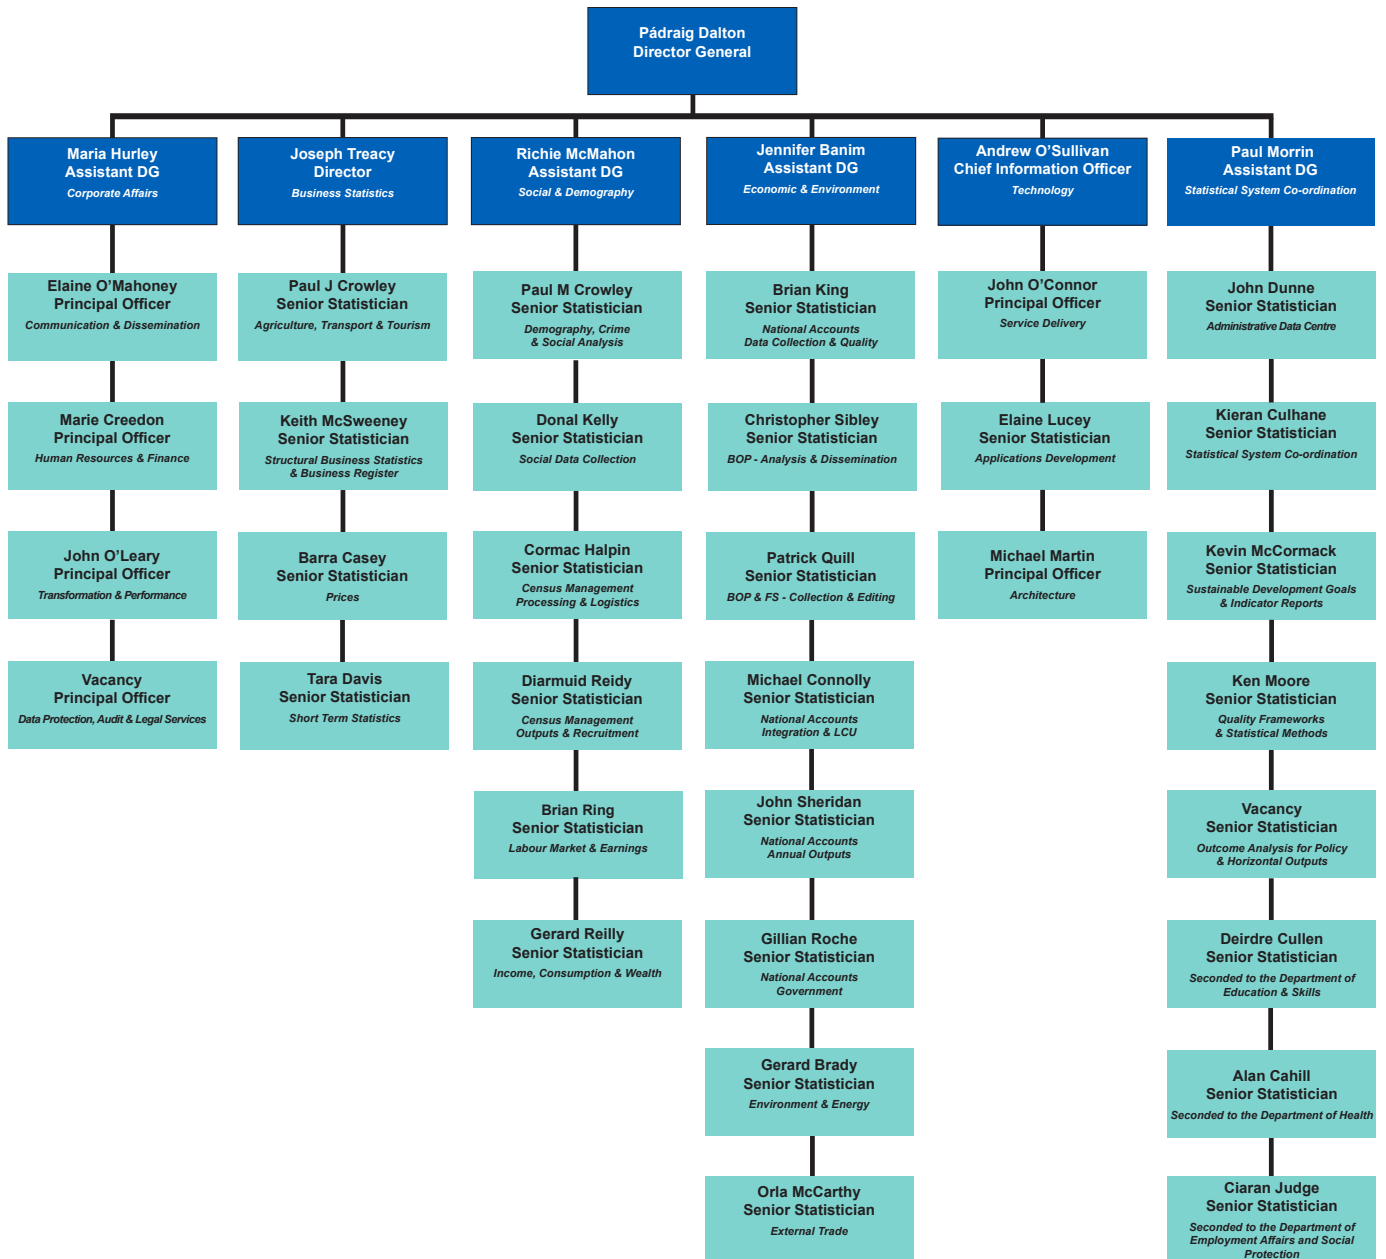 Pádraig Dalton
Director General
Maria Hurley
Assistant DG
Corporate Affairs
Joseph Treacy
Director
Business Statistics
Richie McMahon
Assistant DG
Social & Demography
Jennifer Banim
Assistant DG
Economic & Environment
Andrew O’Sullivan
Chief Information Officer
Technology
Paul Morrin
Assistant DG
Statistical System Co-ordination
Elaine O’Mahoney
Principal Officer
Communication & Dissemination
Marie Creedon
Principal Officer
Human Resources & Finance
John O’Leary
Principal Officer
Transformation & Performance
Vacancy
Principal Officer
Data Protection, Audit & Legal Services
Paul J Crowley
Senior Statistician
Agriculture, Transport & Tourism
Keith McSweeney
Senior Statistician
Structural Business Statistics
& Business Register
Barra Casey
Senior Statistician
Prices
Tara Davis
Senior Statistician
Short Term Statistics
Paul M Crowley
Senior Statistician
Demography, Crime
& Social Analysis
Donal Kelly
Senior Statistician
Social Data Collection
Cormac Halpin
Senior Statistician
Census Management
Processing & Logistics
Diarmuid Reidy
Senior Statistician
Census Management
Outputs & Recruitment
Brian Ring
Senior Statistician
Labour Market & Earnings
Gerard Reilly
Senior Statistician
Income, Consumption & Wealth
Brian King
Senior Statistician
National Accounts
Data Collection & Quality
Christopher Sibley
Senior Statistician
BOP - Analysis & Dissemination
Patrick Quill
Senior Statistician
BOP & FS - Collection & Editing
Michael Connolly
Senior Statistician
National Accounts
Integration & LCU
John Sheridan
Senior Statistician
National Accounts
Annual Outputs
Gillian Roche
Senior Statistician
National Accounts
Government
Gerard Brady
Senior Statistician
Environment & Energy
Orla McCarthy
Senior Statistician
External Trade
John O’Connor
Principal Officer
Service Delivery
Elaine Lucey
Senior Statistician
Applications Development
Michael Martin
Principal Officer
Architecture
John Dunne
Senior Statistician
Administrative Data Centre
Kieran Culhane
Senior Statistician
Statistical System Co-ordination
Kevin McCormack
Senior Statistician
Sustainable Development Goals
& Indicator Reports
Ken Moore
Senior Statistician
Quality Frameworks
& Statistical Methods
Vacancy
Senior Statistician
Outcome Analysis for Policy
& Horizontal Outputs
Deirdre Cullen
Senior Statistician
Seconded to the Department of
Education & Skills
Alan Cahill
Senior Statistician
Seconded to the Department of Health
Ciaran Judge
Senior Statistician
Seconded to the Department of
Employment Affairs and Social
Protection